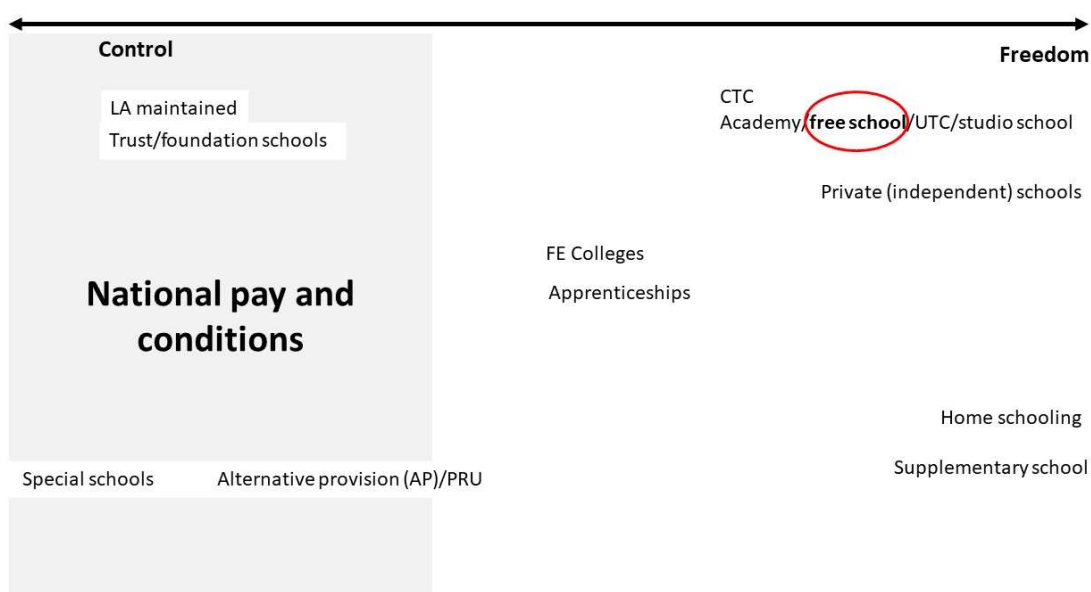 Control
Freedom
LA maintained
Trust/foundation schools
CTC
Academy/free school/UTC/studio school
Private (independent) schools
FE Colleges
Apprenticeships
National pay and
conditions
Home schooling
Supplementary school
Special schools
Alternative provision (AP)/PRU